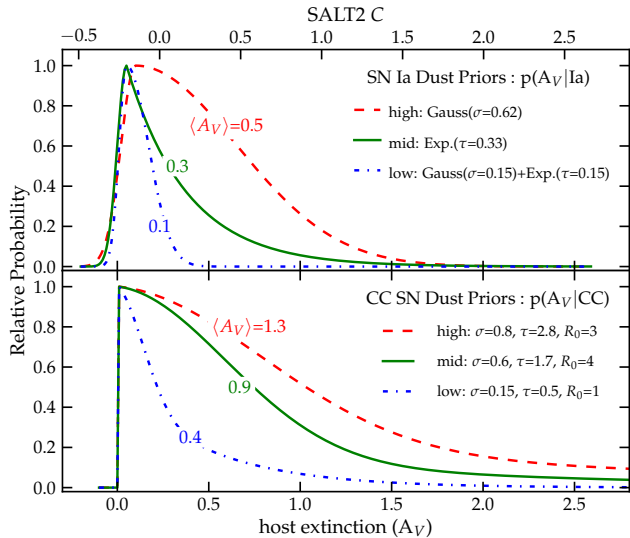 SALT2 C
−0.5 0.0 0.5 1.0 1.5 2.0 2.5
1.0
0.8
0.6
0.4
0.2
0.0
SN Ia Dust Priors : p(A_V|Ia)
high: Gauss(σ=0.62)
mid: Exp.(τ=0.33)
low: Gauss(σ=0.15)+Exp.(τ=0.15)
⟨A_V⟩=0.5
0.3
0.1
Relative Probability
1.0
0.8
0.6
0.4
0.2
0.0
CC SN Dust Priors : p(A_V|CC)
high: σ=0.8, τ=2.8, R_0=3
mid: σ=0.6, τ=1.7, R_0=4
low: σ=0.15, τ=0.5, R_0=1
⟨A_V⟩=1.3
0.9
0.4
0.0 0.5 1.0 1.5 2.0 2.5
host extinction (A_V)